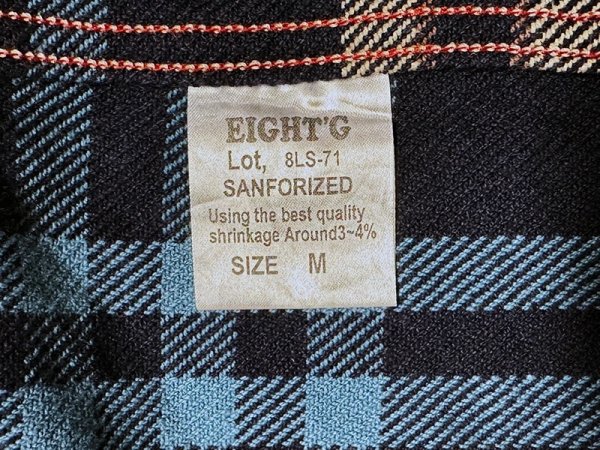 EIGHT'G
Lot, 8LS-71
SANFORIZED
Using the best quality
shrinkage Around3~4%
SIZE M